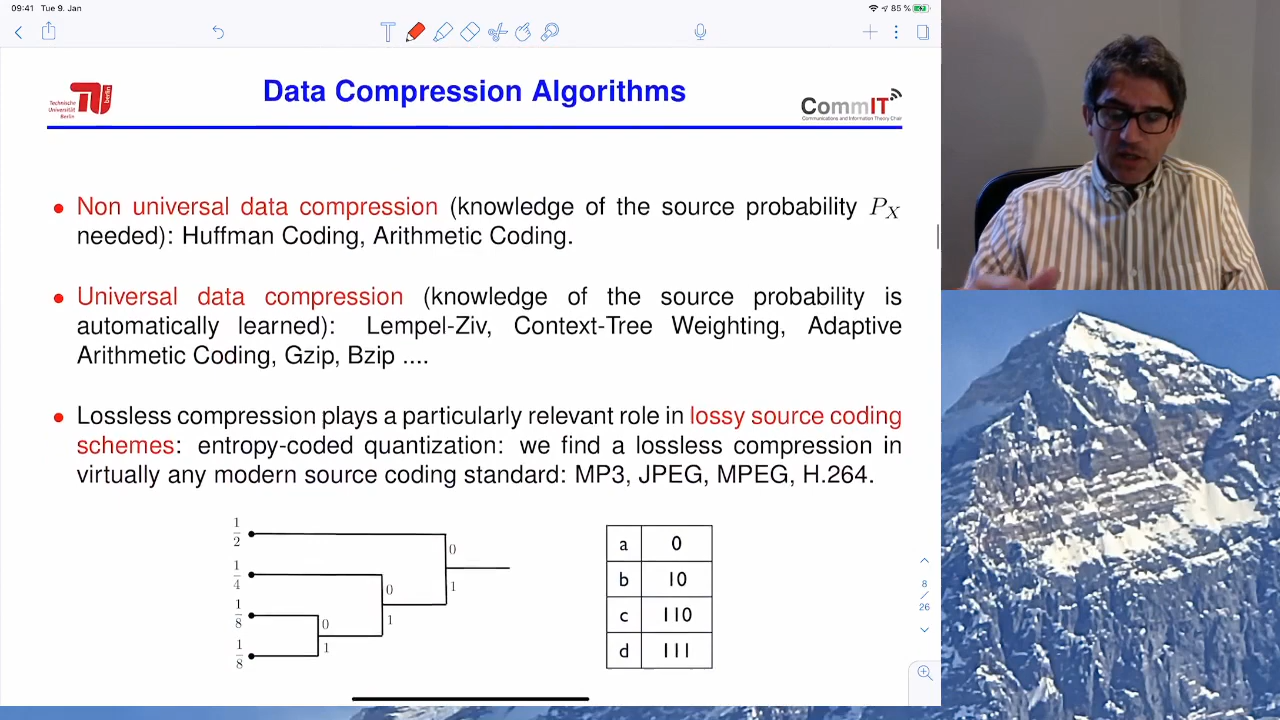 09:41 Tue 9. Jan
85 %
Technische
Universität
Berlin
berlin
Data Compression Algorithms
CommIT
Communications and Information Theory Chair
• Non universal data compression (knowledge of the source probability P_X
needed): Huffman Coding, Arithmetic Coding.
• Universal data compression (knowledge of the source probability is
automatically learned): Lempel-Ziv, Context-Tree Weighting, Adaptive
Arithmetic Coding, Gzip, Bzip ....
• Lossless compression plays a particularly relevant role in lossy source coding
schemes: entropy-coded quantization: we find a lossless compression in
virtually any modern source coding standard: MP3, JPEG, MPEG, H.264.
1/2
0
1/4
0
1
1/8
0
1
1/8
1
a 0
b 10
c 110
d 111
8
/
26